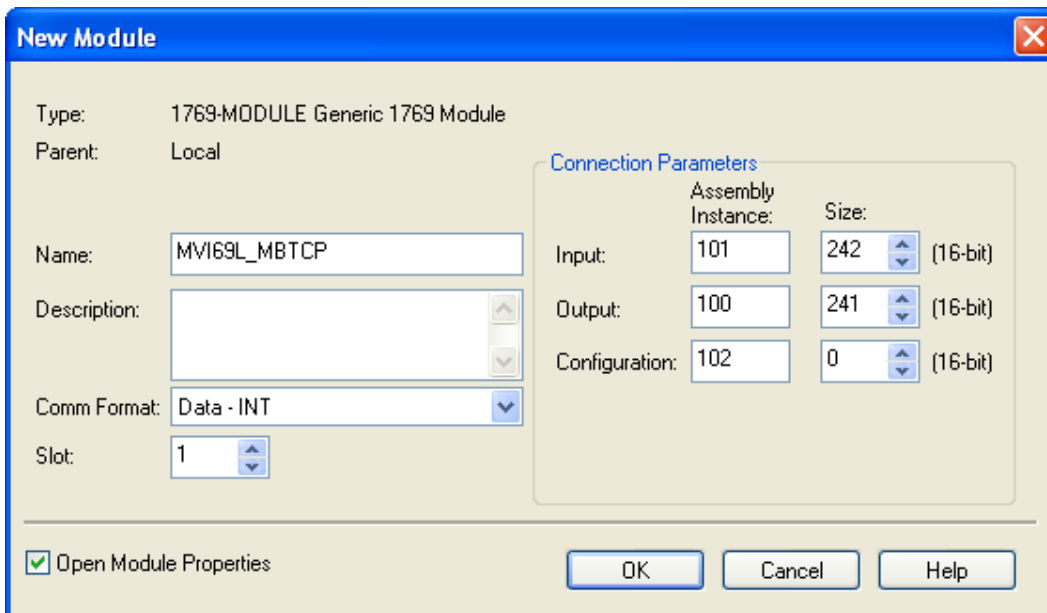 New Module
Type: 1769-MODULE Generic 1769 Module
Parent: Local
Connection Parameters
Assembly
Instance: Size:
Name: MVI69L_MBTCP
Input: 101 242 (16-bit)
Description:
Output: 100 241 (16-bit)
Configuration: 102 0 (16-bit)
Comm Format: Data - INT
Slot: 1
Open Module Properties
OK Cancel Help